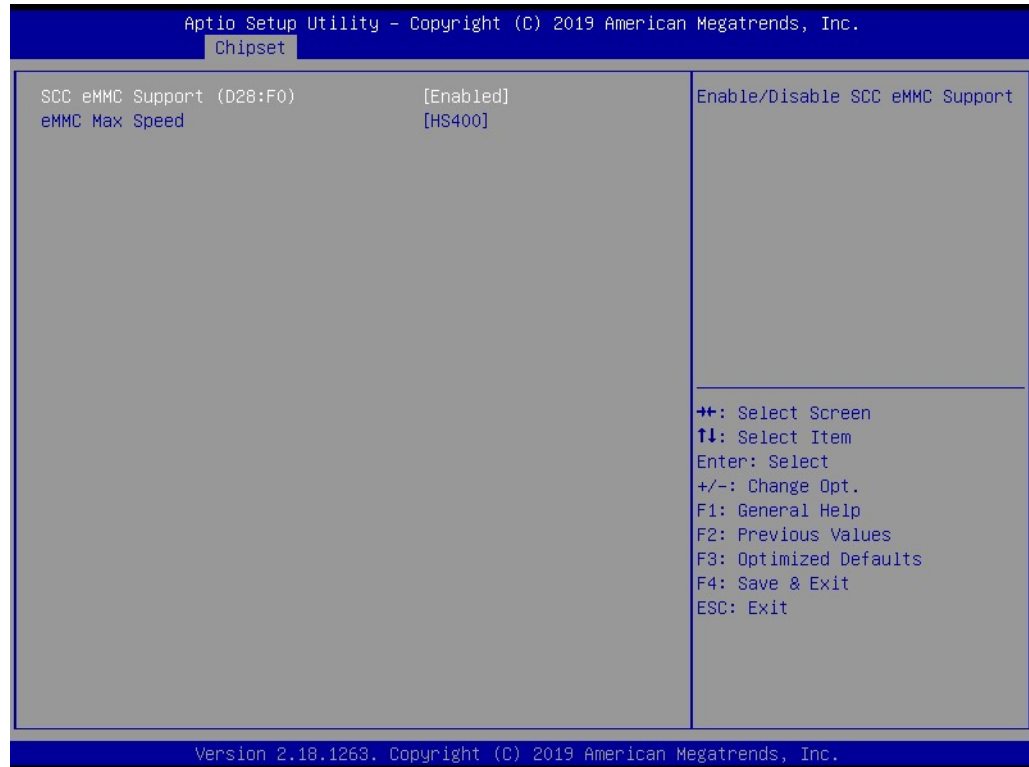 Aptio Setup Utility – Copyright (C) 2019 American Megatrends, Inc.
Chipset
SCC eMMC Support (D28:F0) [Enabled]
eMMC Max Speed [HS400]
Enable/Disable SCC eMMC Support
→←: Select Screen
↑↓: Select Item
Enter: Select
+/-: Change Opt.
F1: General Help
F2: Previous Values
F3: Optimized Defaults
F4: Save & Exit
ESC: Exit
Version 2.18.1263. Copyright (C) 2019 American Megatrends, Inc.